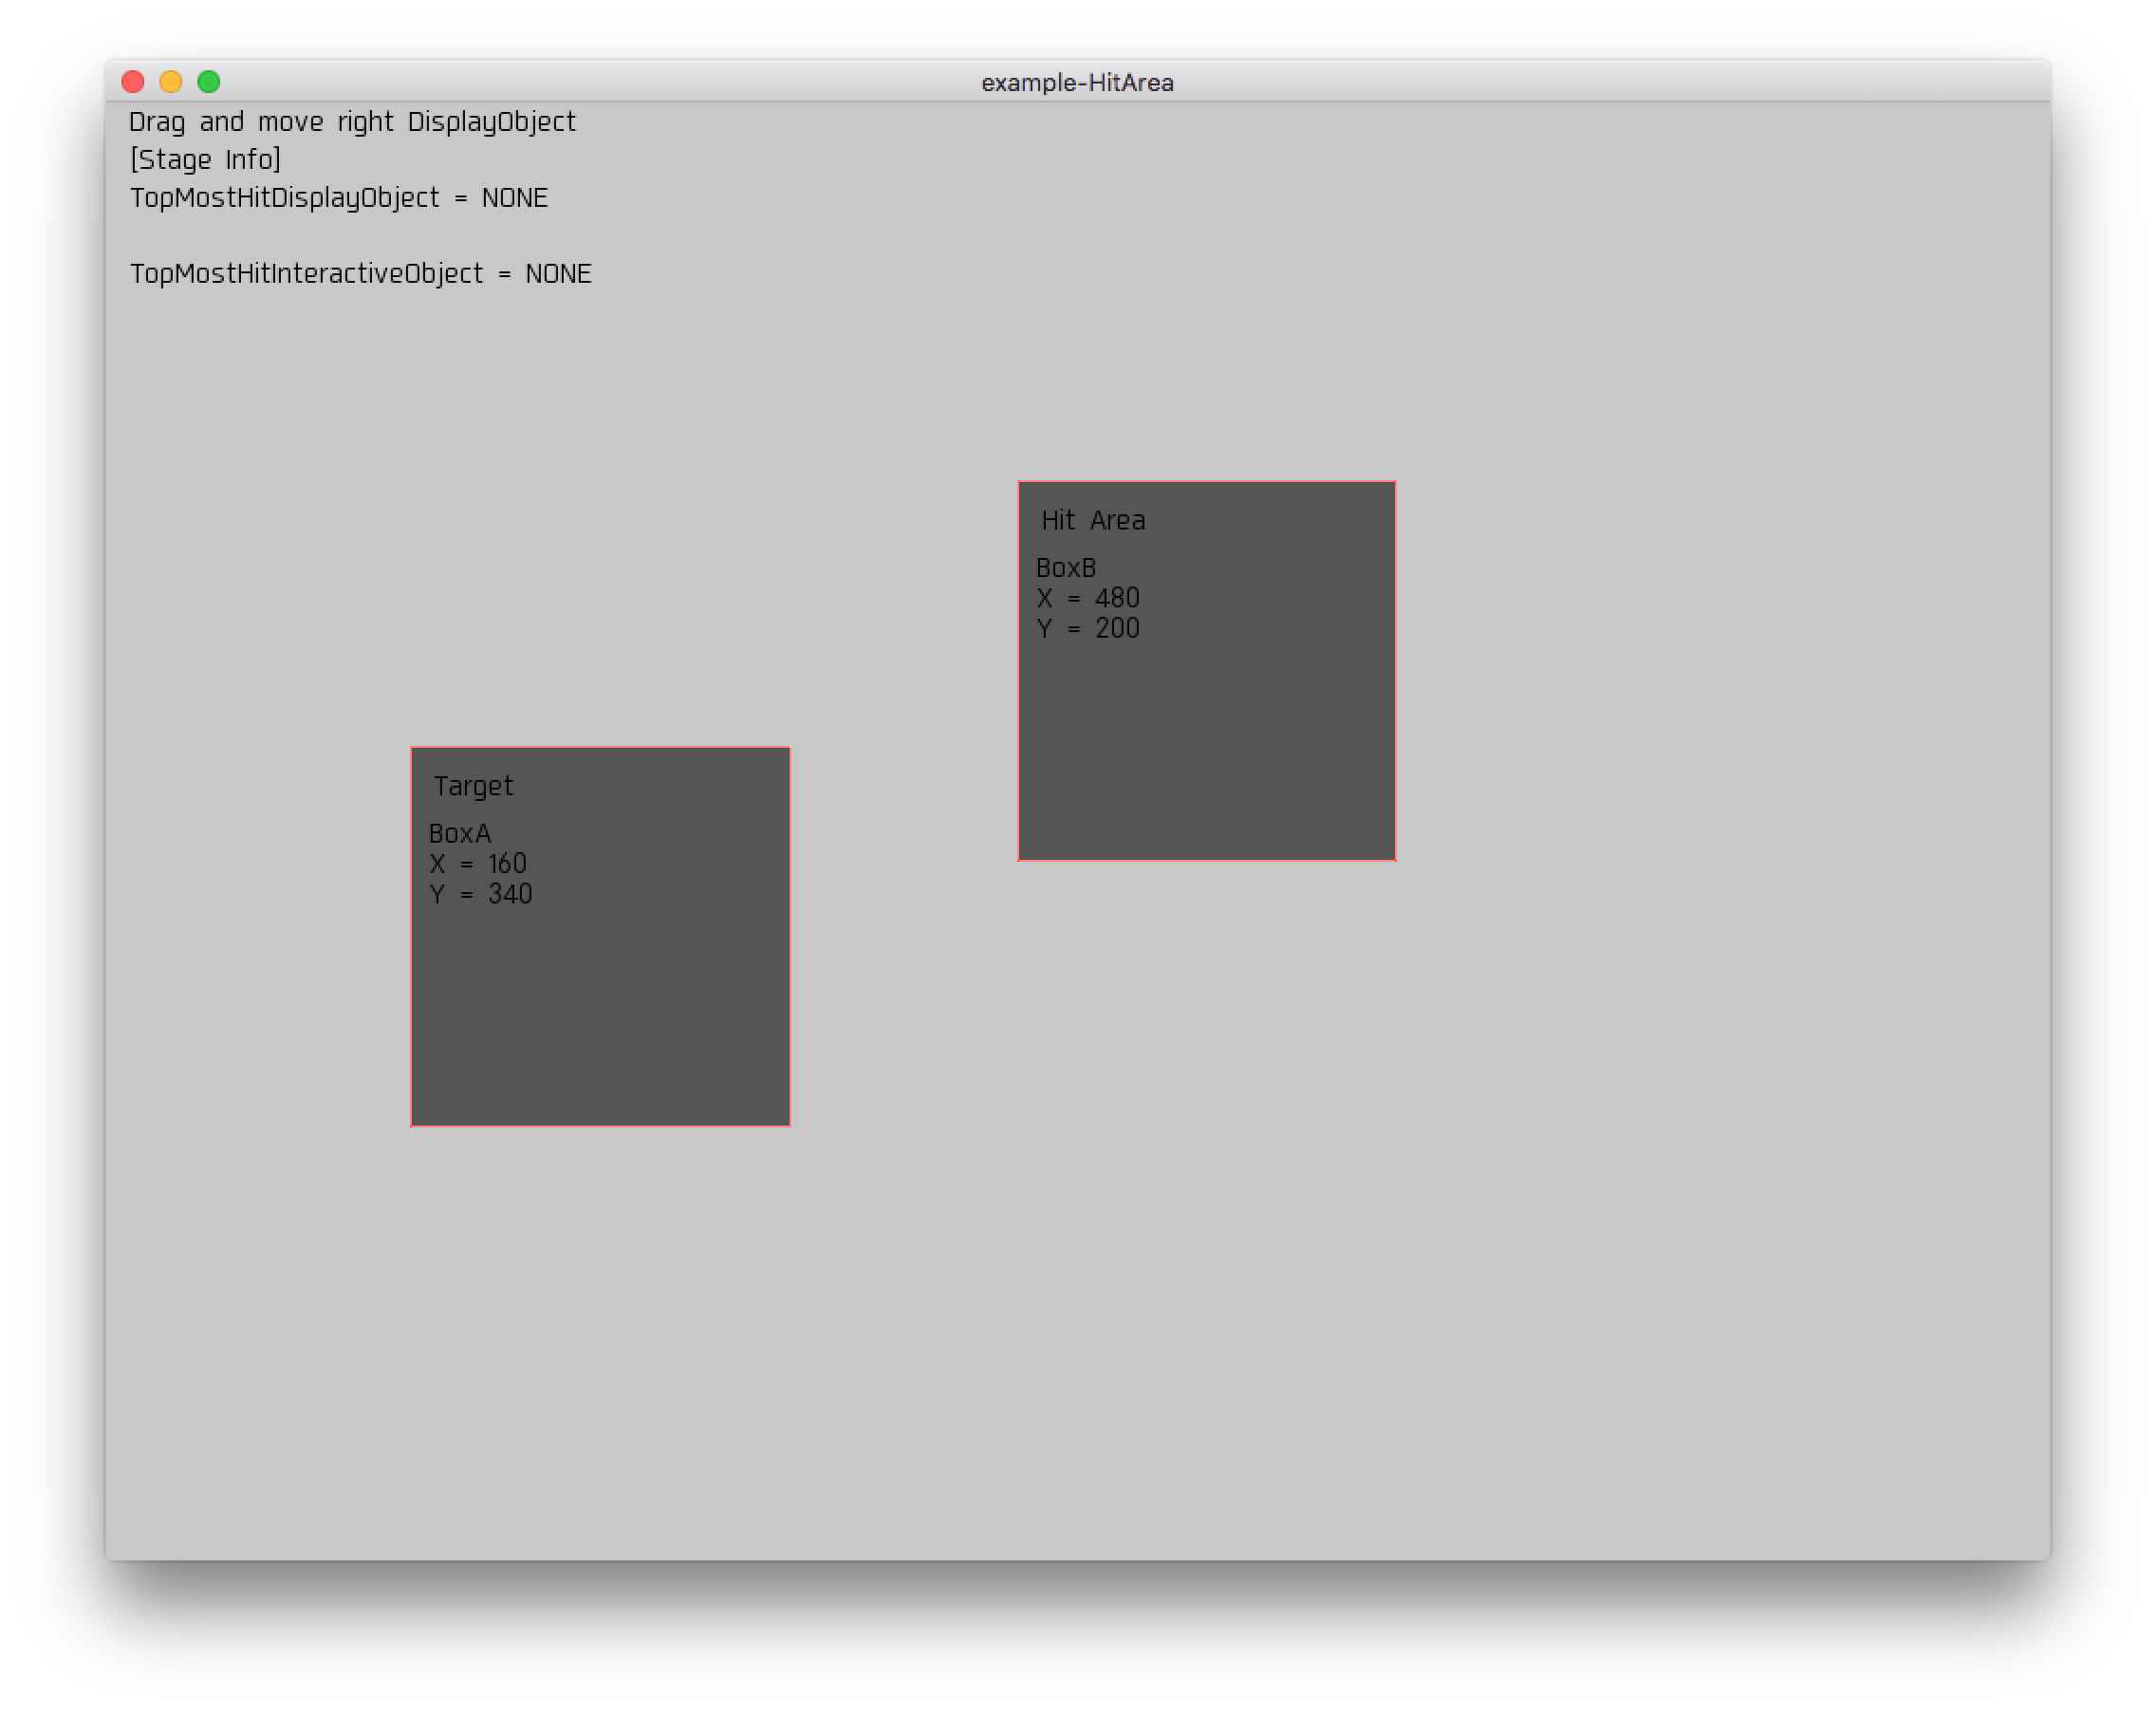 example-HitArea
Drag and move right DisplayObject
[Stage Info]
TopMostHitDisplayObject = NONE
TopMostHitInteractiveObject = NONE
Hit Area
BoxB
X = 480
Y = 200
Target
BoxA
X = 160
Y = 340